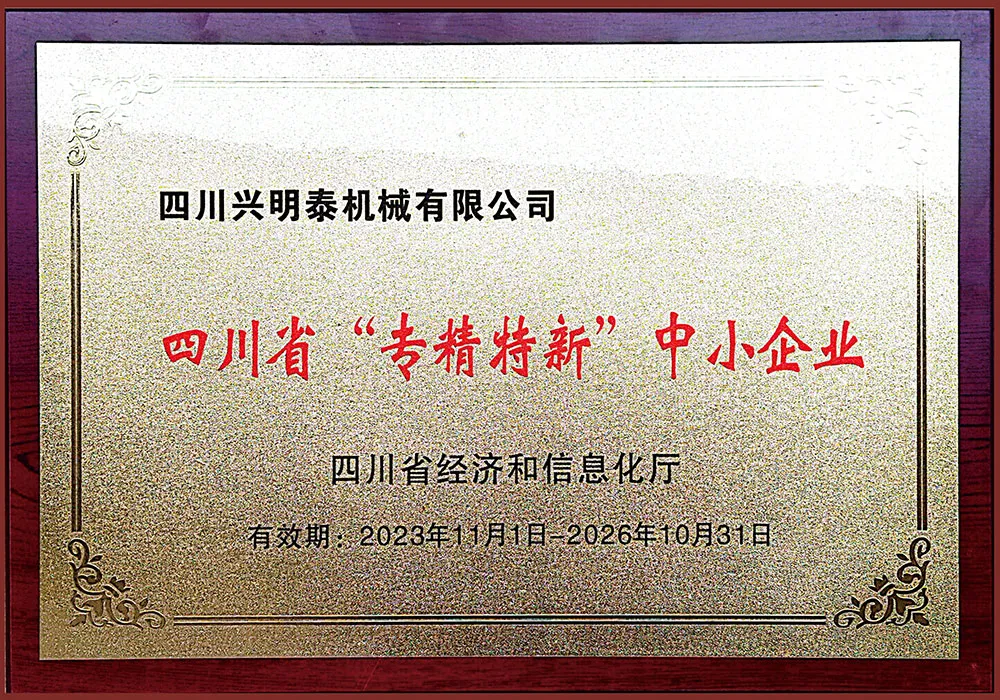 四川兴明泰机械有限公司
四川省“专精特新”中小企业
四川省经济和信息化厅
有效期：2023年11月1日-2026年10月31日